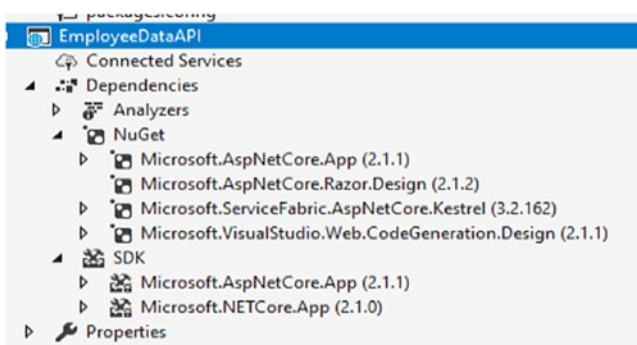 packages.config
EmployeeDataAPI
Connected Services
Dependencies
Analyzers
NuGet
Microsoft.AspNetCore.App (2.1.1)
Microsoft.AspNetCore.Razor.Design (2.1.2)
Microsoft.ServiceFabric.AspNetCore.Kestrel (3.2.162)
Microsoft.VisualStudio.Web.CodeGeneration.Design (2.1.1)
SDK
Microsoft.AspNetCore.App (2.1.1)
Microsoft.NETCore.App (2.1.0)
Properties